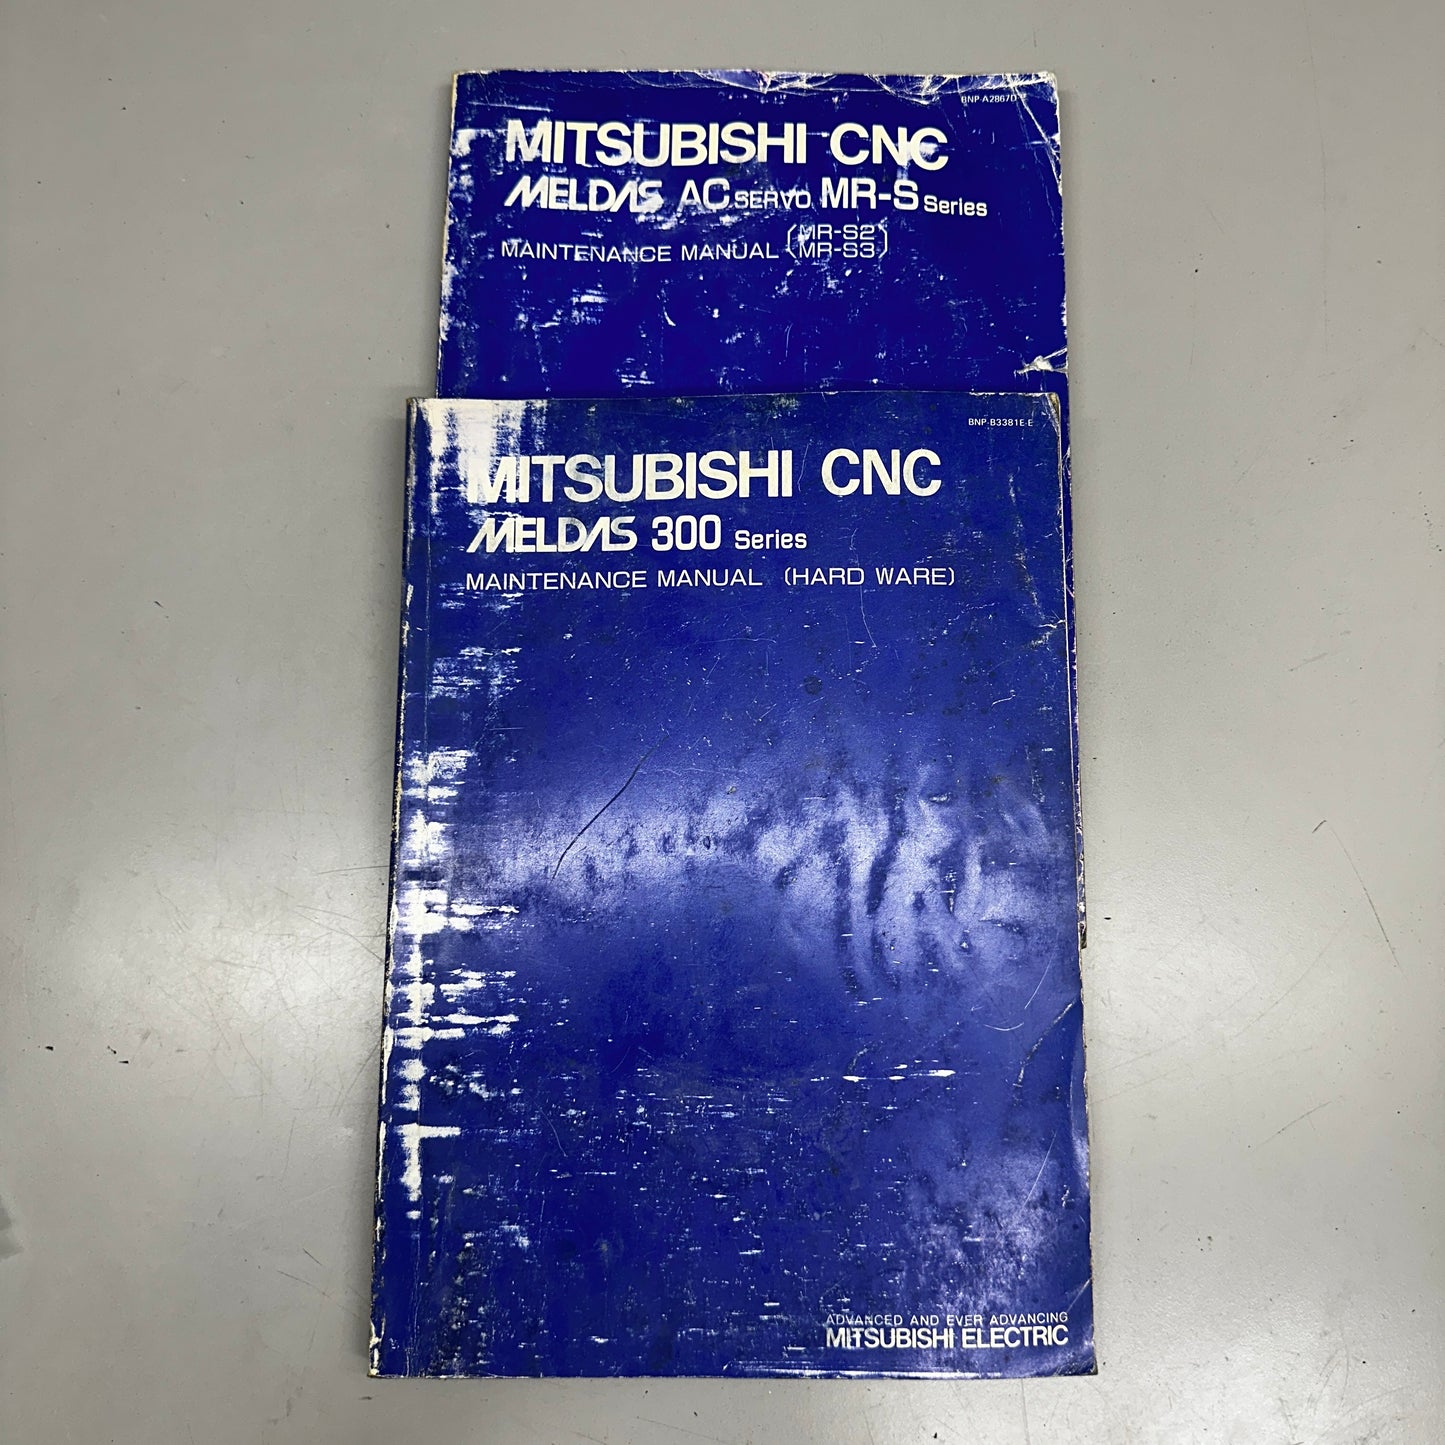 BNP-A2867D
MITSUBISHI CNC
MELDAS AC SERVO MR-S Series
MAINTENANCE MANUAL (MR-S2
MR-S3)
BNP-B3381E-E
MITSUBISHI CNC
MELDAS 300 Series
MAINTENANCE MANUAL (HARD WARE)
ADVANCED AND EVER ADVANCING
MITSUBISHI ELECTRIC